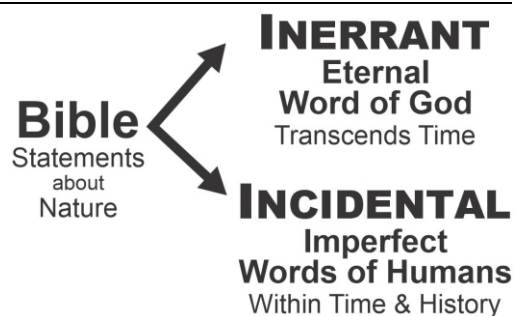 Bible
Statements
about
Nature
INERRANT
Eternal
Word of God
Transcends Time
INCIDENTAL
Imperfect
Words of Humans
Within Time & History